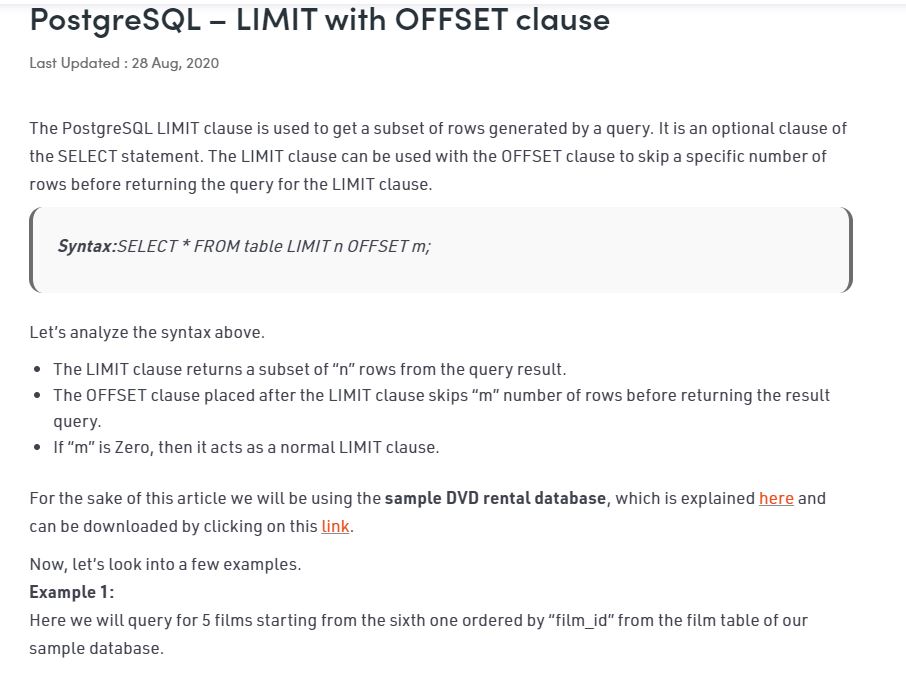 PostgreSQL – LIMIT with OFFSET clause
Last Updated : 28 Aug, 2020
The PostgreSQL LIMIT clause is used to get a subset of rows generated by a query. It is an optional clause of
the SELECT statement. The LIMIT clause can be used with the OFFSET clause to skip a specific number of
rows before returning the query for the LIMIT clause.
Syntax:SELECT * FROM table LIMIT n OFFSET m;
Let’s analyze the syntax above.
• The LIMIT clause returns a subset of “n” rows from the query result.
• The OFFSET clause placed after the LIMIT clause skips “m” number of rows before returning the result
query.
• If “m” is Zero, then it acts as a normal LIMIT clause.
For the sake of this article we will be using the sample DVD rental database, which is explained here and
can be downloaded by clicking on this link.
Now, let’s look into a few examples.
Example 1:
Here we will query for 5 films starting from the sixth one ordered by “film_id” from the film table of our
sample database.